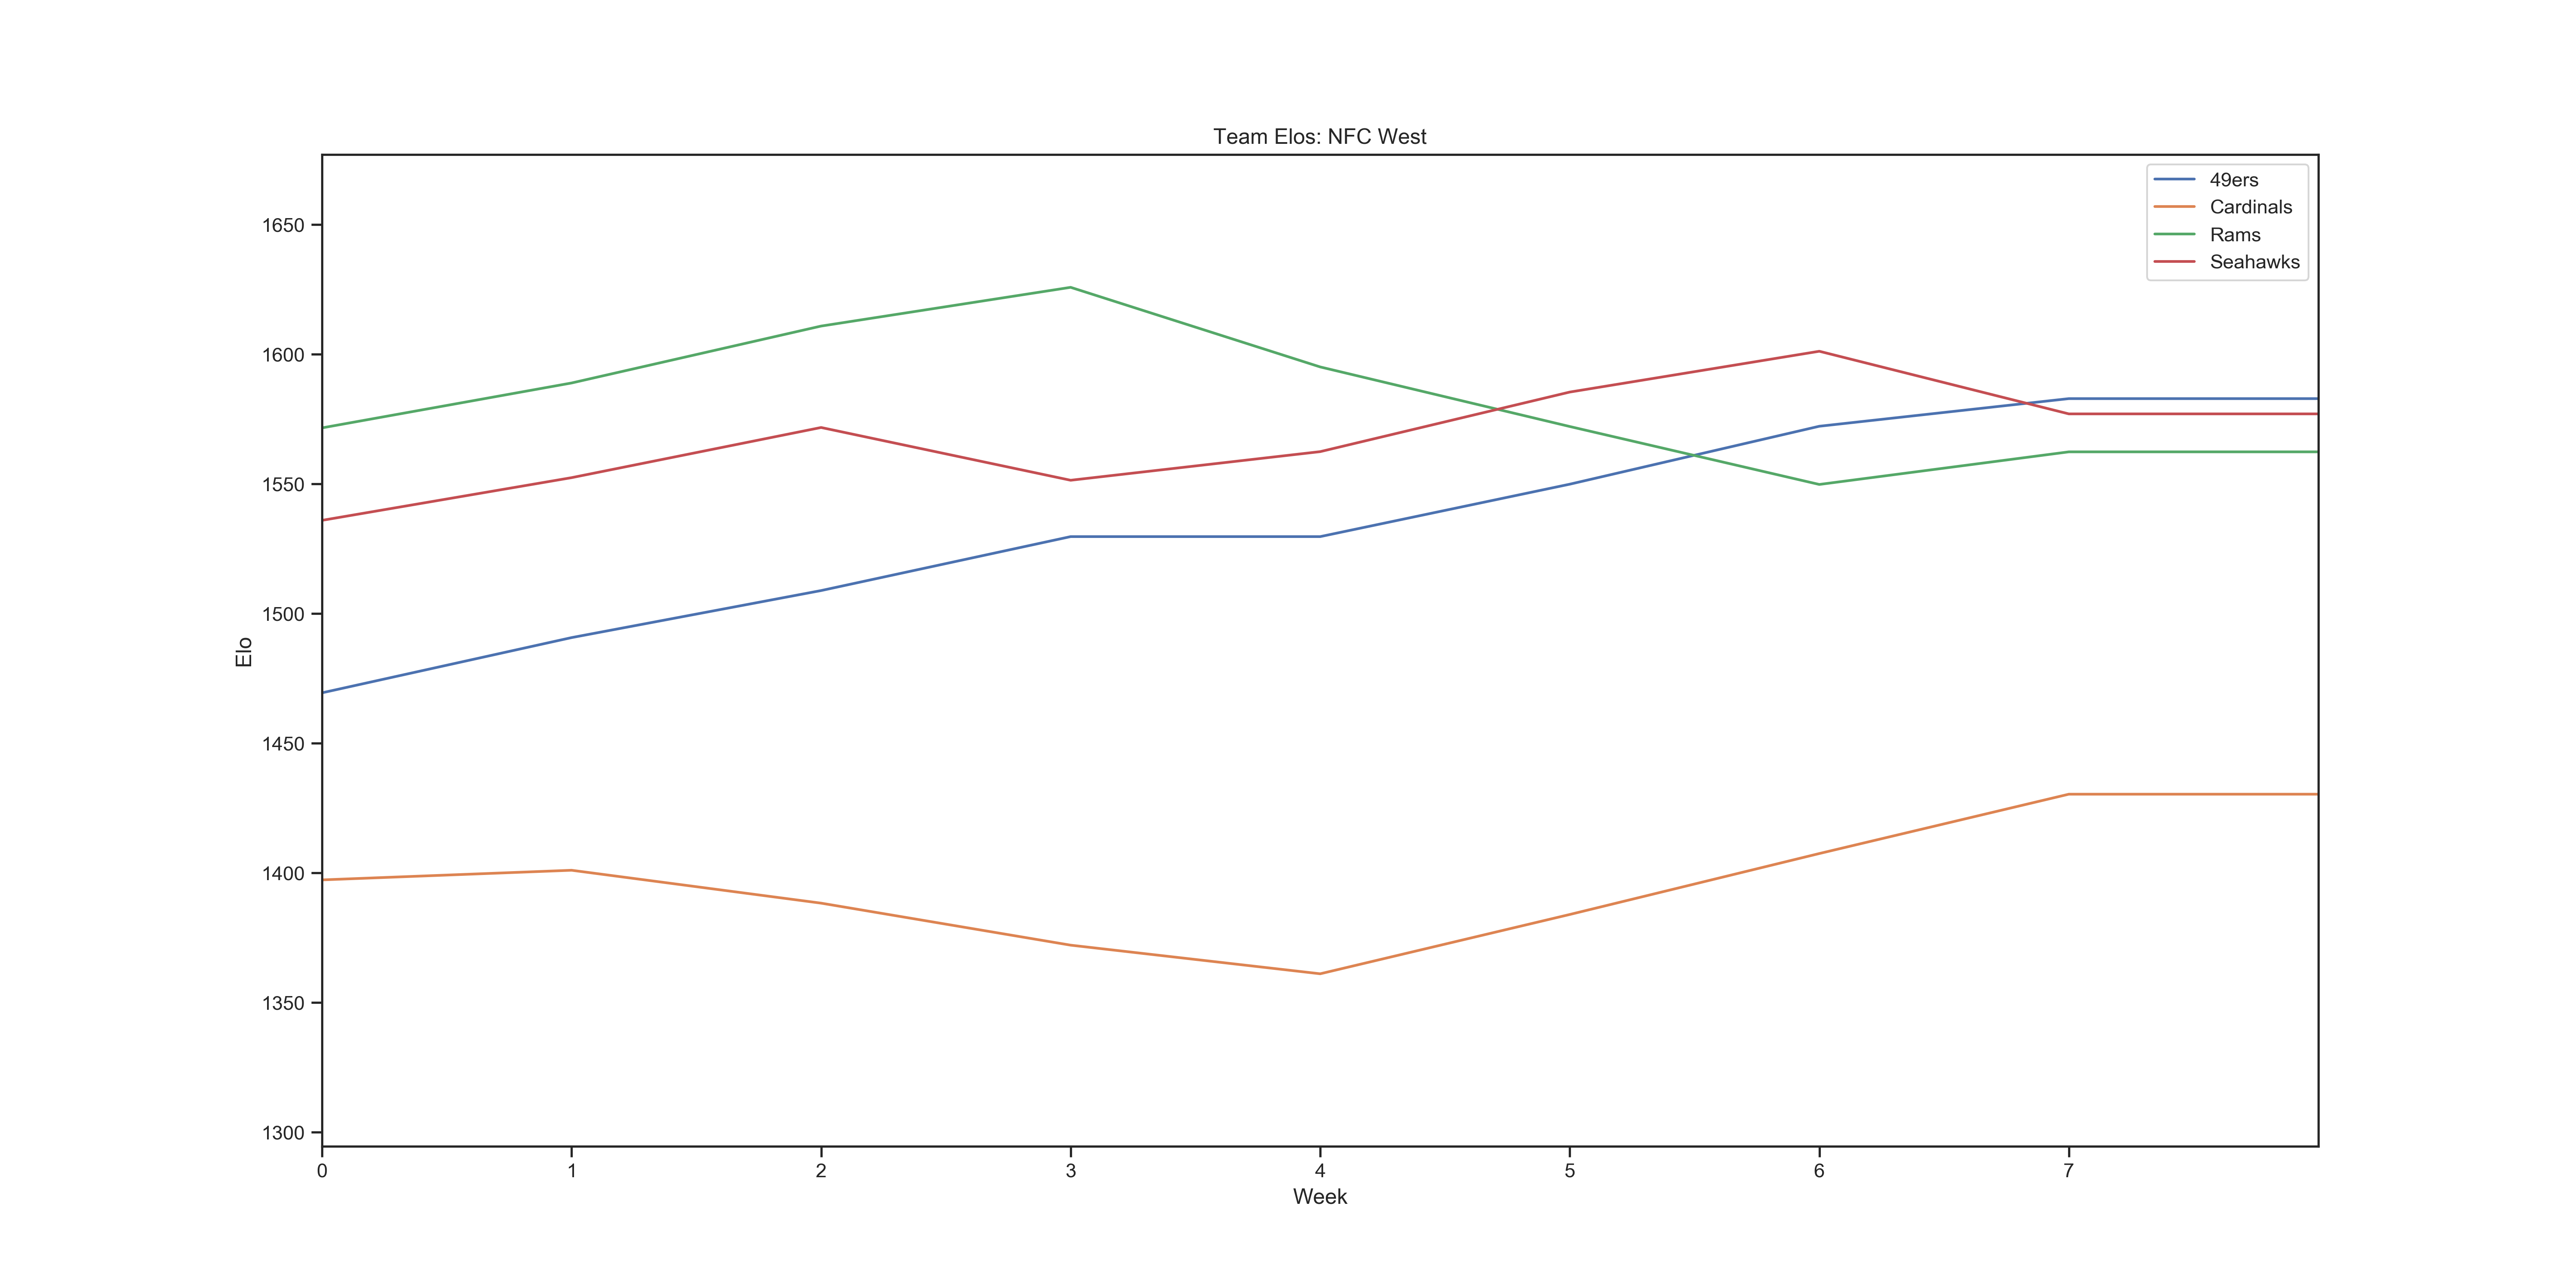 Team Elos: NFC West
49ers
Cardinals
Rams
Seahawks
1650
1600
1550
1500
1450
1400
1350
1300
Elo
0 1 2 3 4 5 6 7
Week